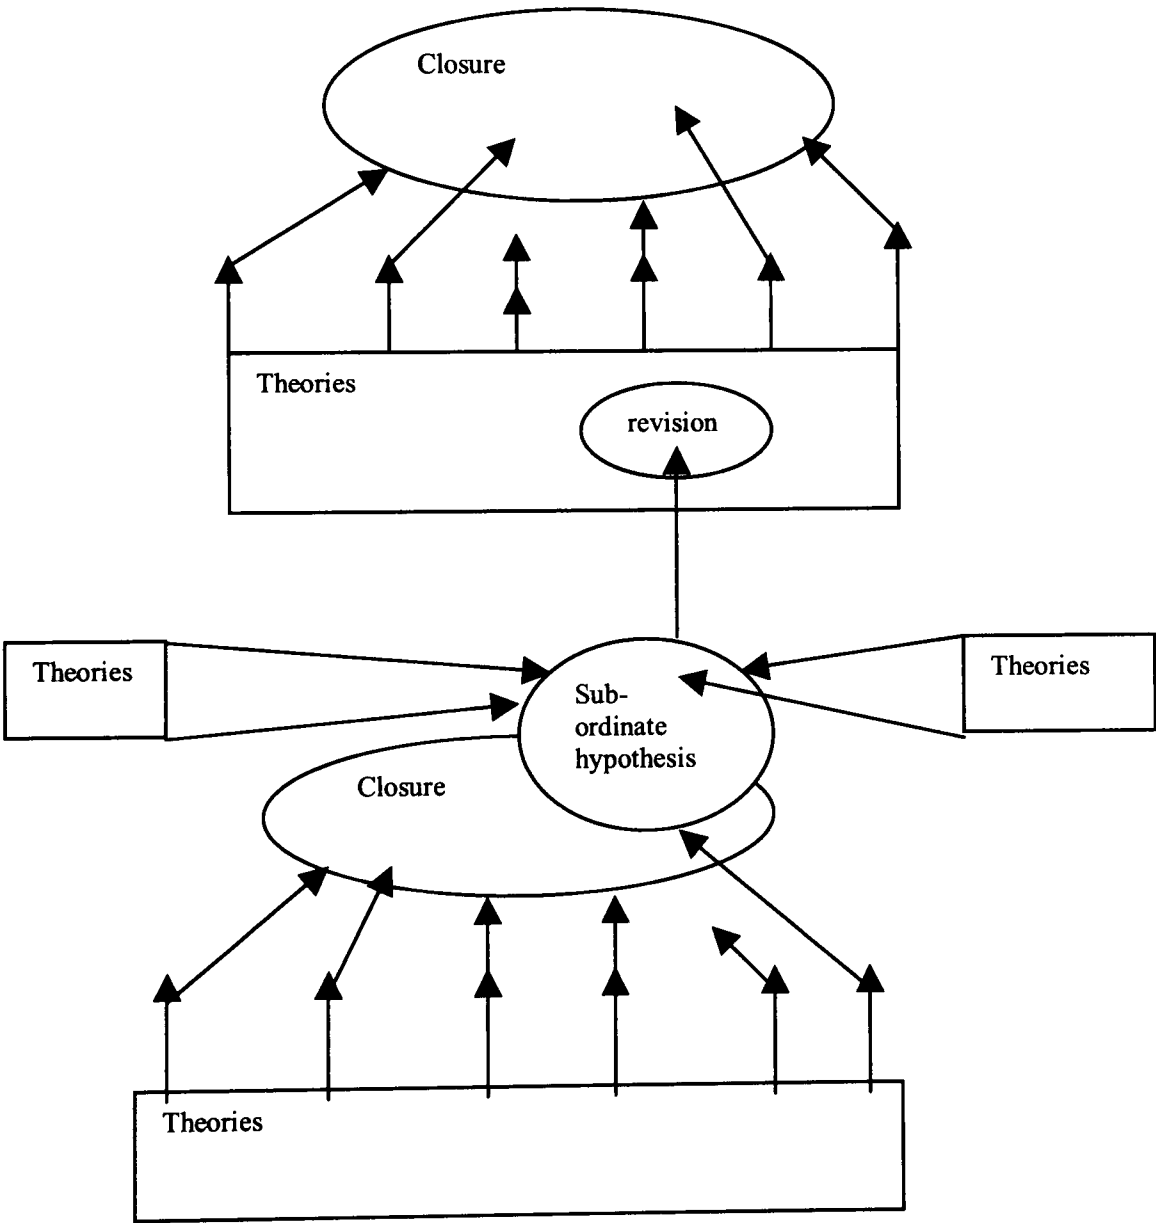 Closure
Theories
revision
Theories
Theories
Sub-
ordinate
hypothesis
Closure
Theories